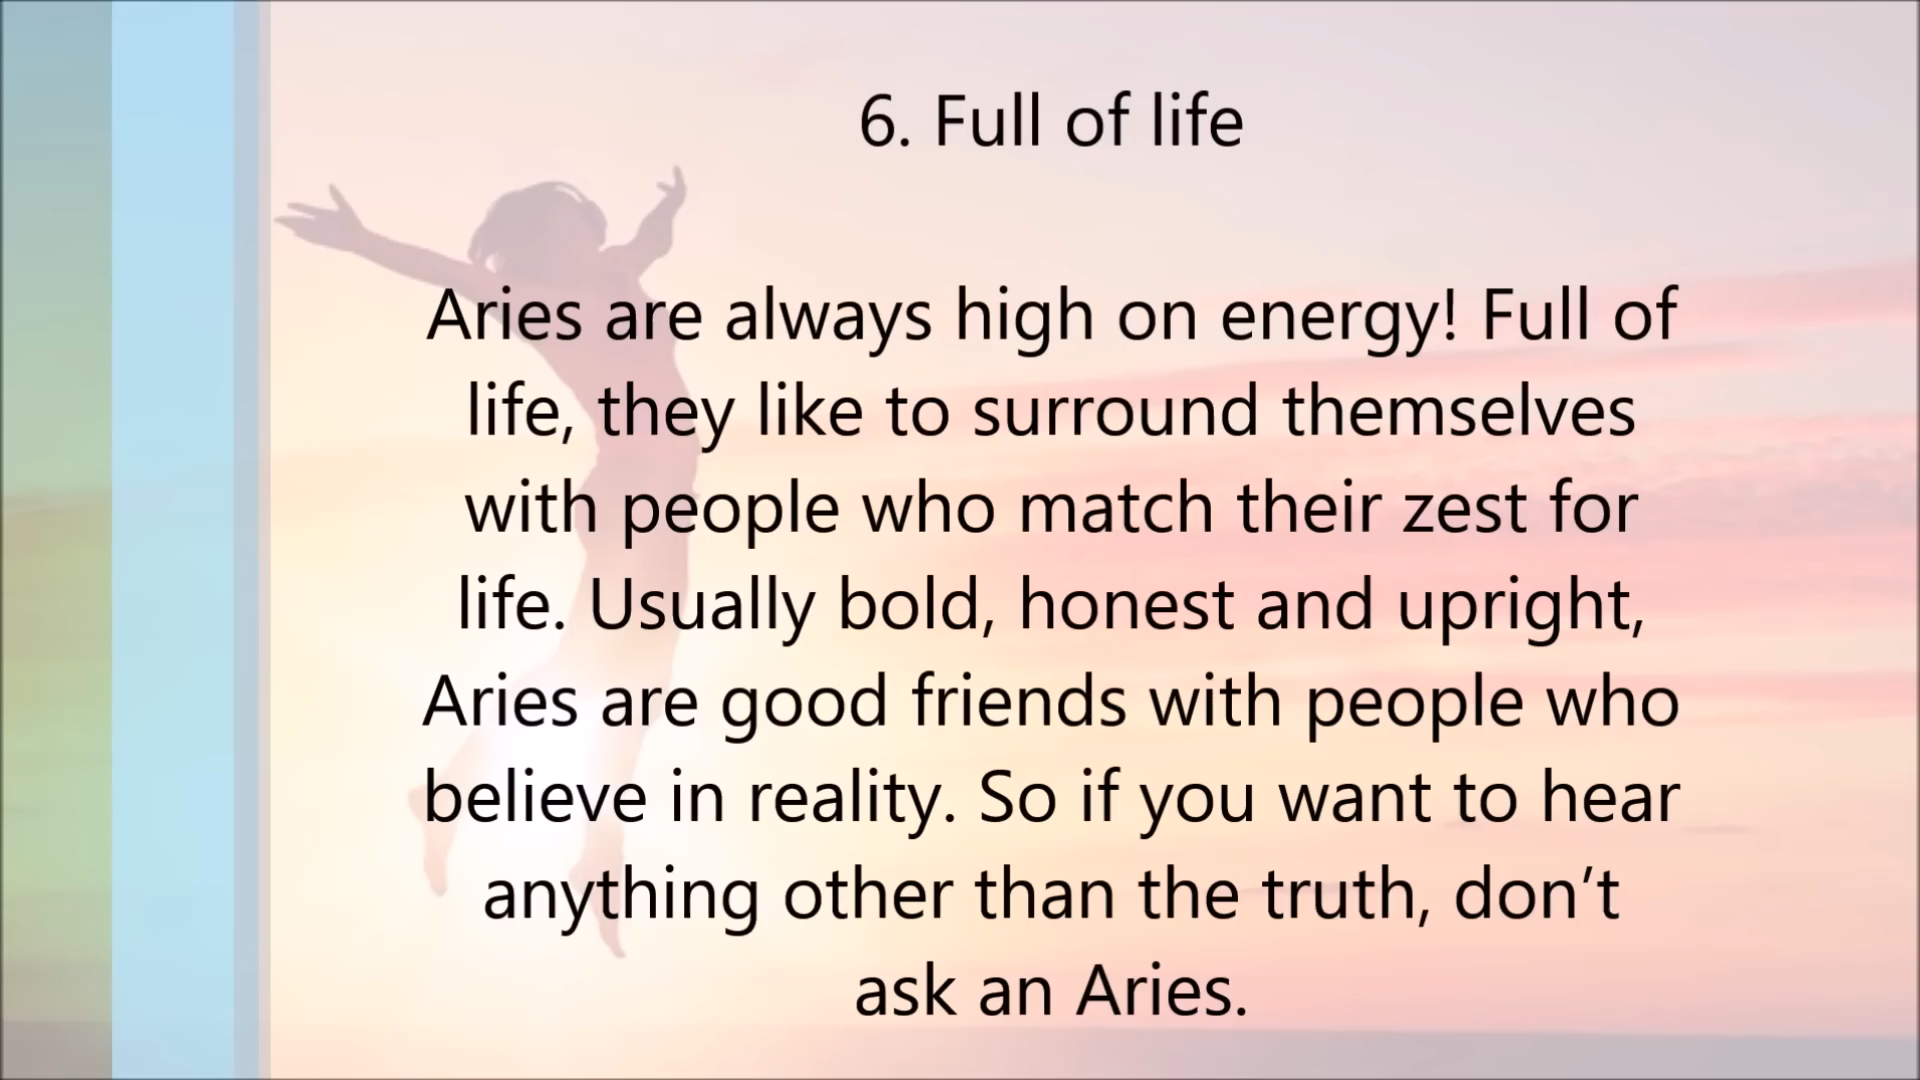 6. Full of life
Aries are always high on energy! Full of
life, they like to surround themselves
with people who match their zest for
life. Usually bold, honest and upright,
Aries are good friends with people who
believe in reality. So if you want to hear
anything other than the truth, don’t
ask an Aries.